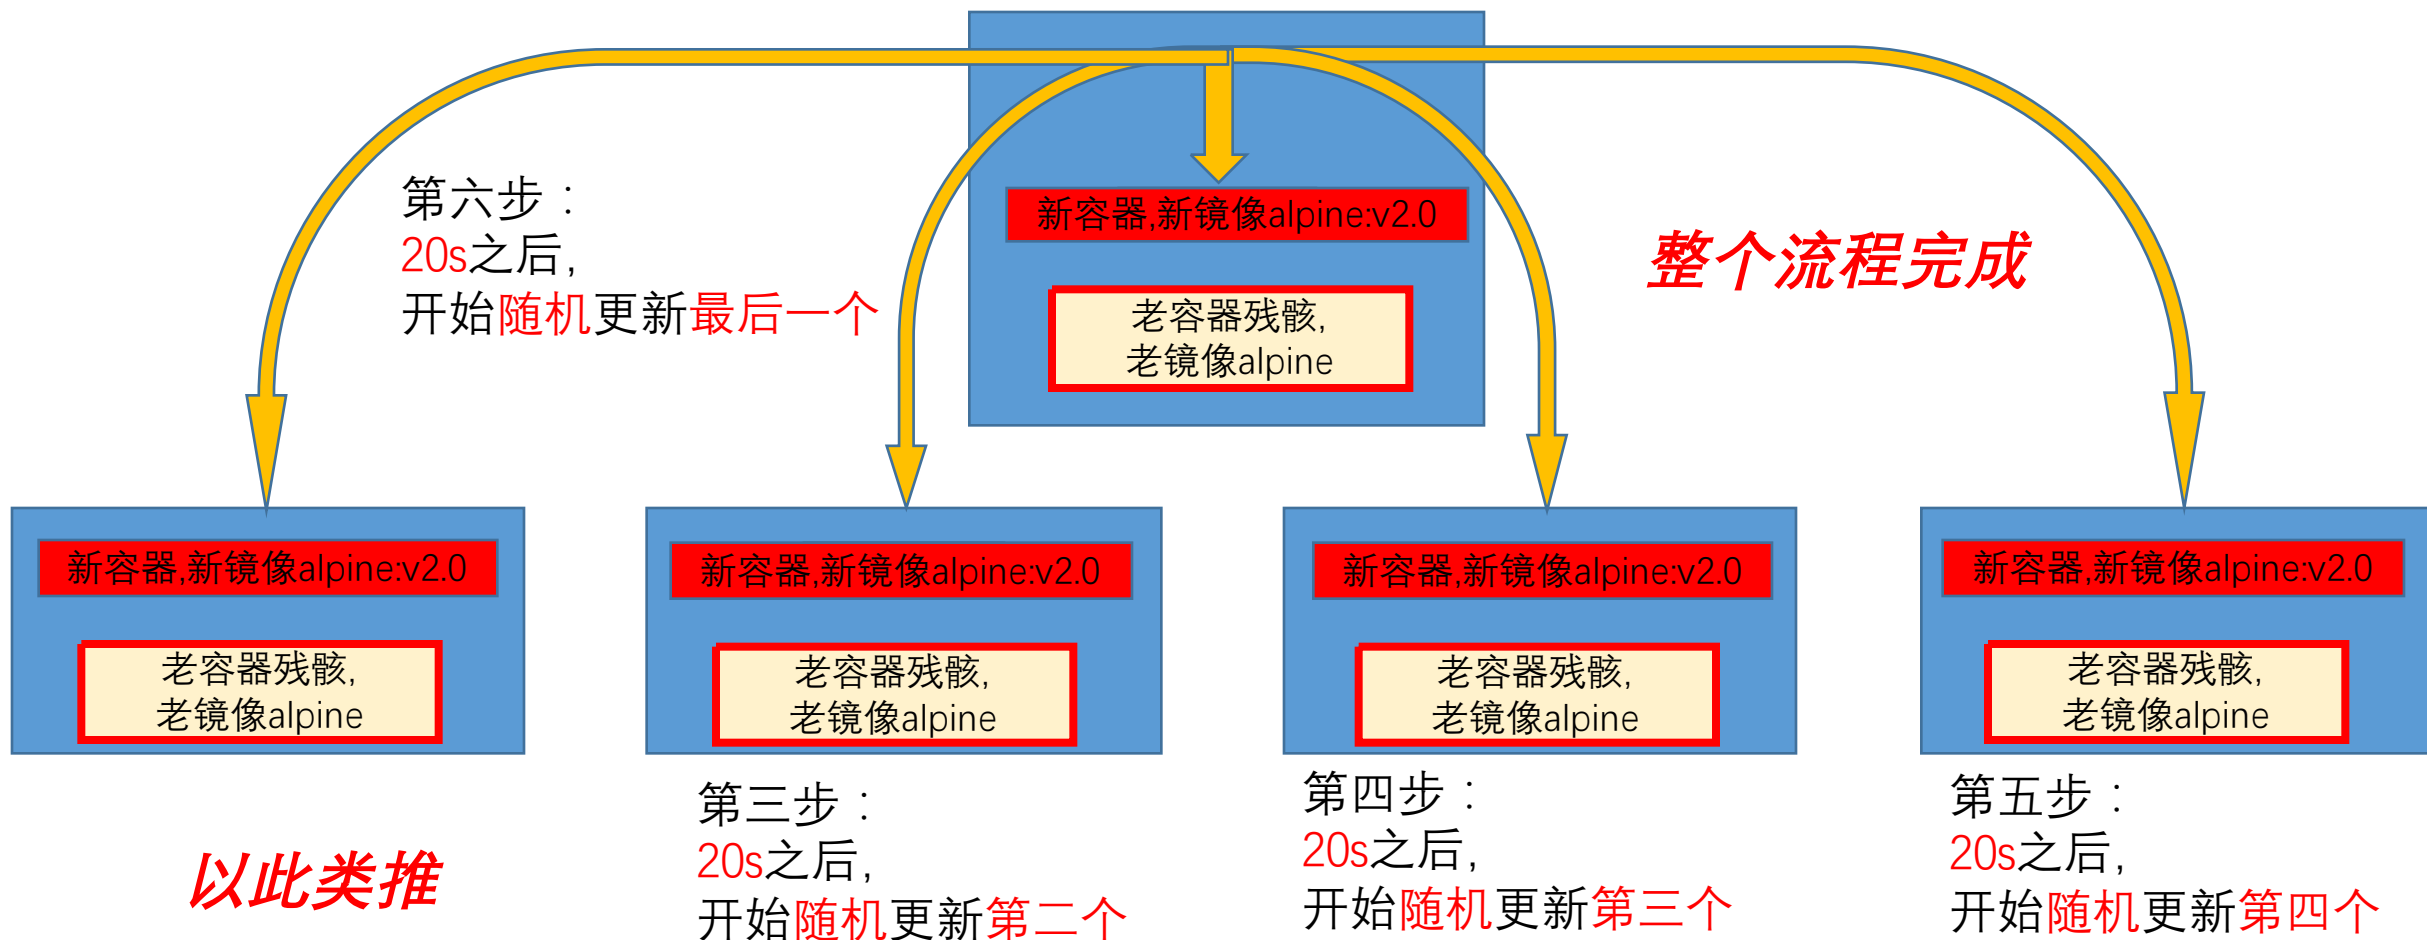 第六步：
20s之后,
开始随机更新最后一个
新容器,新镜像alpine:v2.0
老容器残骸,
老镜像alpine
整个流程完成
新容器,新镜像alpine:v2.0
老容器残骸,
老镜像alpine
新容器,新镜像alpine:v2.0
老容器残骸,
老镜像alpine
新容器,新镜像alpine:v2.0
老容器残骸,
老镜像alpine
新容器,新镜像alpine:v2.0
老容器残骸,
老镜像alpine
以此类推
第三步：
20s之后,
开始随机更新第二个
第四步：
20s之后,
开始随机更新第三个
第五步：
20s之后,
开始随机更新第四个